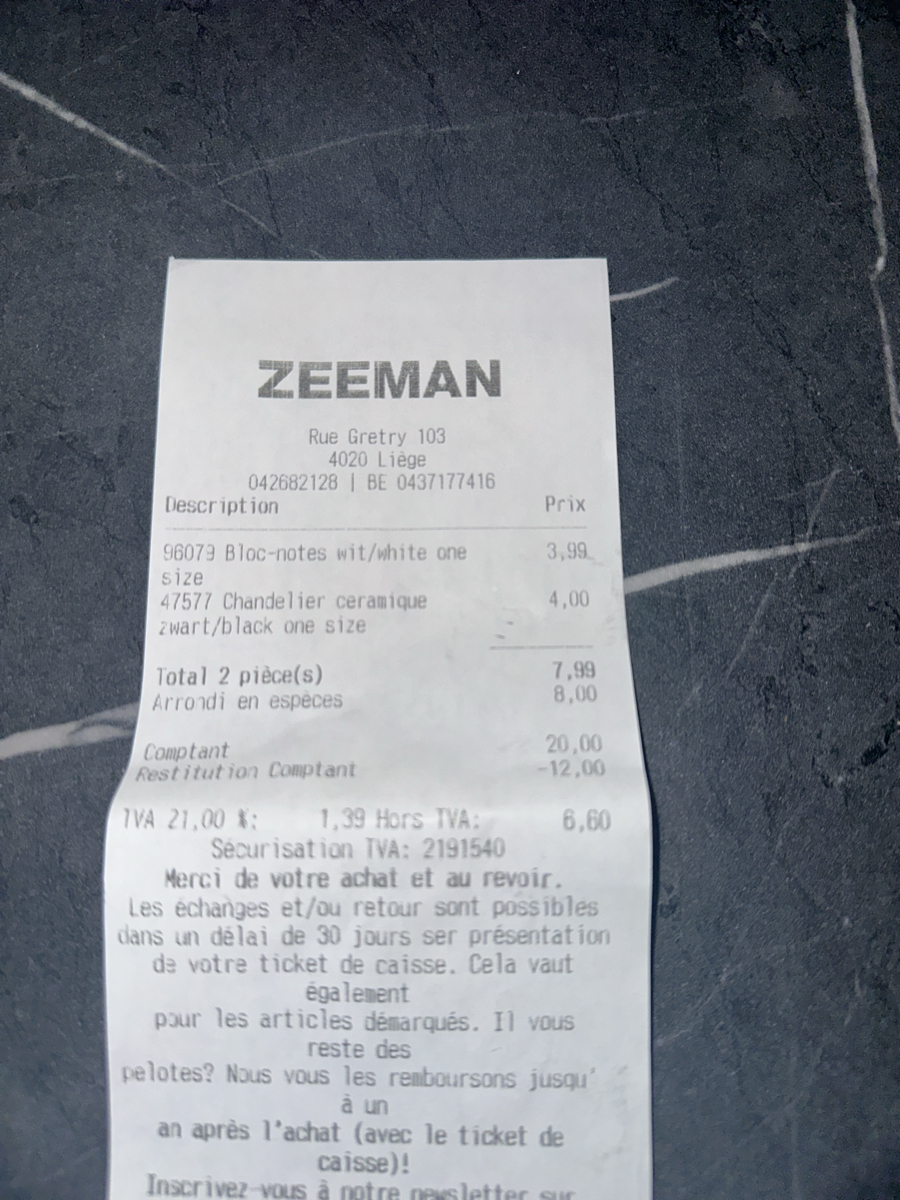 ZEEMAN
Rue Gretry 103
4020 Liège
042682128 | BE 0437177416
Description Prix
96079 Bloc-notes wit/white one 3,99
size
47577 Chandelier ceramique 4,00
zwart/black one size
Total 2 pièce(s) 7,99
Arrondi en espèces 8,00
Comptant 20,00
Restitution Comptant -12,00
TVA 21,00 %: 1,39 Hors TVA: 6,60
Sécurisation TVA: 2191540
Merci de votre achat et au revoir.
Les échanges et/ou retour sont possibles
dans un délai de 30 jours ser présentation
de votre ticket de caisse. Cela vaut
également
pour les articles démarqués. Il vous
reste des
pelotes? Nous vous les remboursons jusqu'
à un
an après l'achat (avec le ticket de
caisse)!
Inscrivez-vous à notre newsletter sur